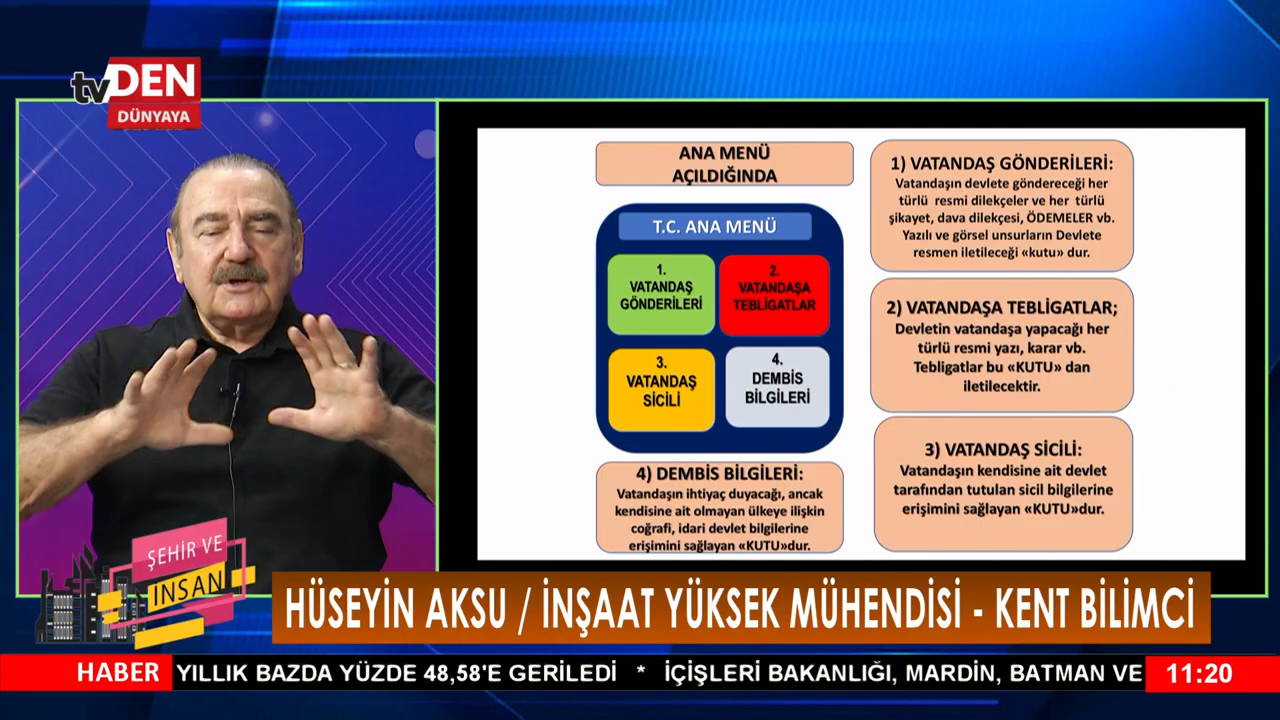 tvDEN
DÜNYAYA
ANA MENÜ
AÇILDIĞINDA
T.C. ANA MENÜ
1.
VATANDAŞ
GÖNDERİLERİ
2.
VATANDAŞA
TEBLİGATLAR
3.
VATANDAŞ
SİCİLİ
4.
DEMBİS
BİLGİLERİ
4) DEMBİS BİLGİLERİ:
Vatandaşın ihtiyaç duyacağı, ancak
kendisine ait olmayan ülkeye ilişkin
coğrafi, idari devlet bilgilerine
erişimini sağlayan «KUTU»dur.
1) VATANDAŞ GÖNDERİLERİ:
Vatandaşın devlete göndereceği her
türlü resmi dilekçeler ve her türlü
şikayet, dava dilekçesi, ÖDEMELER vb.
Yazılı ve görsel unsurların Devlete
resmen iletileceği «kutu» dur.
2) VATANDAŞA TEBLİGATLAR;
Devletin vatandaşa yapacağı her
türlü resmi yazı, karar vb.
Tebligatlar bu «KUTU» dan
iletilecektir.
3) VATANDAŞ SİCİLİ:
Vatandaşın kendisine ait devlet
tarafından tutulan sicil bilgilerine
erişimini sağlayan «KUTU»dur.
ŞEHİR VE
İNSAN
HÜSEYİN AKSU / İNŞAAT YÜKSEK MÜHENDİSİ - KENT BİLİMCİ
HABER YILLIK BAZDA YÜZDE 48,58'E GERİLEDİ * İÇİŞLERİ BAKANLIĞI, MARDİN, BATMAN VE 11:20